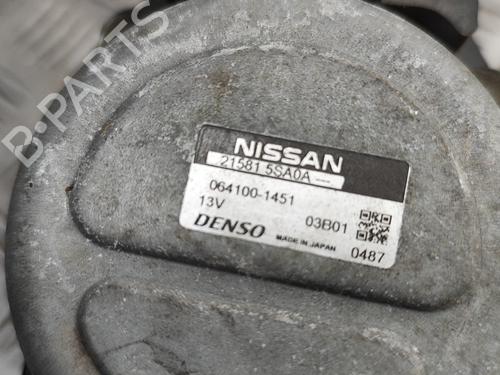 B-PARTS
NISSAN
21581 5SA0A
064100-1451
13V 03B01
DENSO MADE IN JAPAN 0487